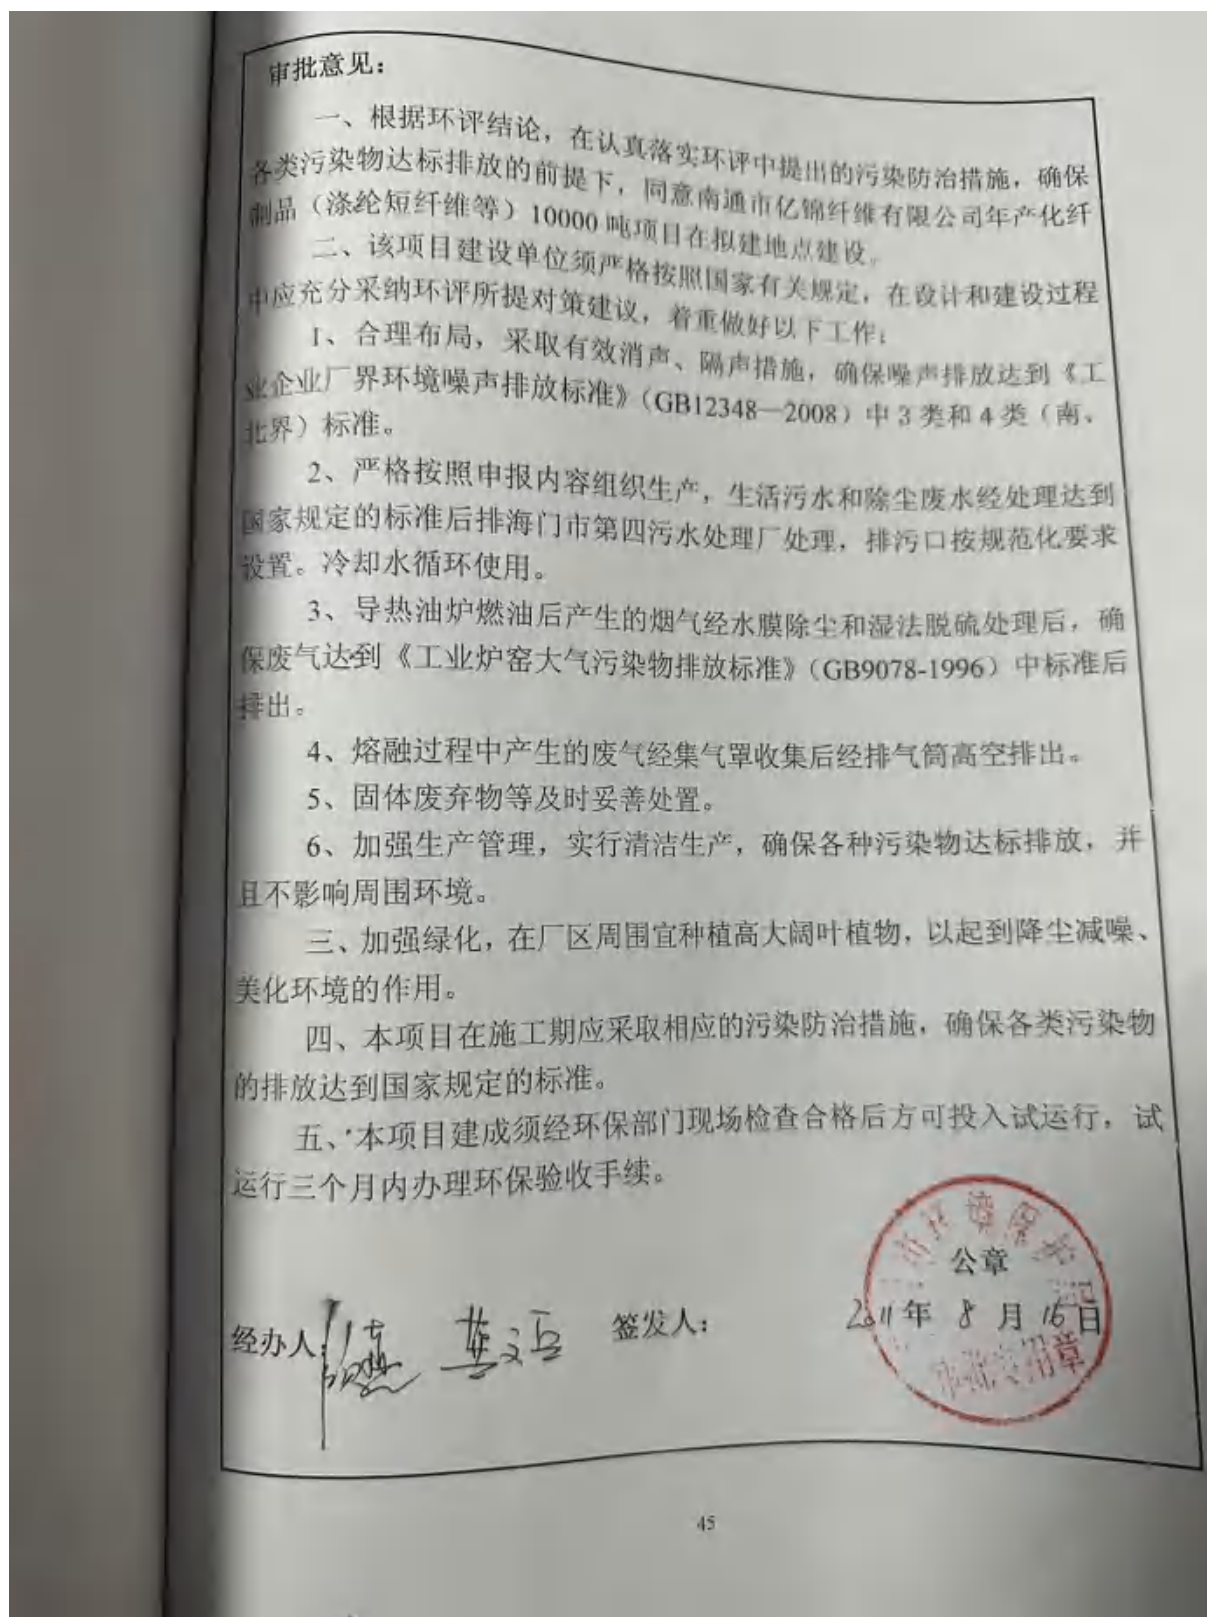 审批意见：
一、根据环评结论，在认真落实环评中提出的污染防治措施，确保
各类污染物达标排放的前提下，同意南通市亿锦纤维有限公司年产化纤
制品（涤纶短纤维等）10000吨项目在拟建地点建设。
二、该项目建设单位须严格按照国家有关规定，在设计和建设过程
中应充分采纳环评所提对策建议，着重做好以下工作：
1、合理布局，采取有效消声、隔声措施，确保噪声排放达到《工
业企业厂界环境噪声排放标准》（GB12348—2008）中3类和4类（南、
北界）标准。
2、严格按照申报内容组织生产，生活污水和除尘废水经处理达到
国家规定的标准后排海门市第四污水处理厂处理，排污口按规范化要求
设置。冷却水循环使用。
3、导热油炉燃油后产生的烟气经水膜除尘和湿法脱硫处理后，确
保废气达到《工业炉窑大气污染物排放标准》（GB9078-1996）中标准后
排出。
4、熔融过程中产生的废气经集气罩收集后经排气筒高空排出。
5、固体废弃物等及时妥善处置。
6、加强生产管理，实行清洁生产，确保各种污染物达标排放，并
且不影响周围环境。
三、加强绿化，在厂区周围宜种植高大阔叶植物，以起到降尘减噪、
美化环境的作用。
四、本项目在施工期应采取相应的污染防治措施，确保各类污染物
的排放达到国家规定的标准。
五、本项目建成须经环保部门现场检查合格后方可投入试运行，试
运行三个月内办理环保验收手续。
市环境保护
公章
经办人： 签发人： 2011年8月16日
专用章
45